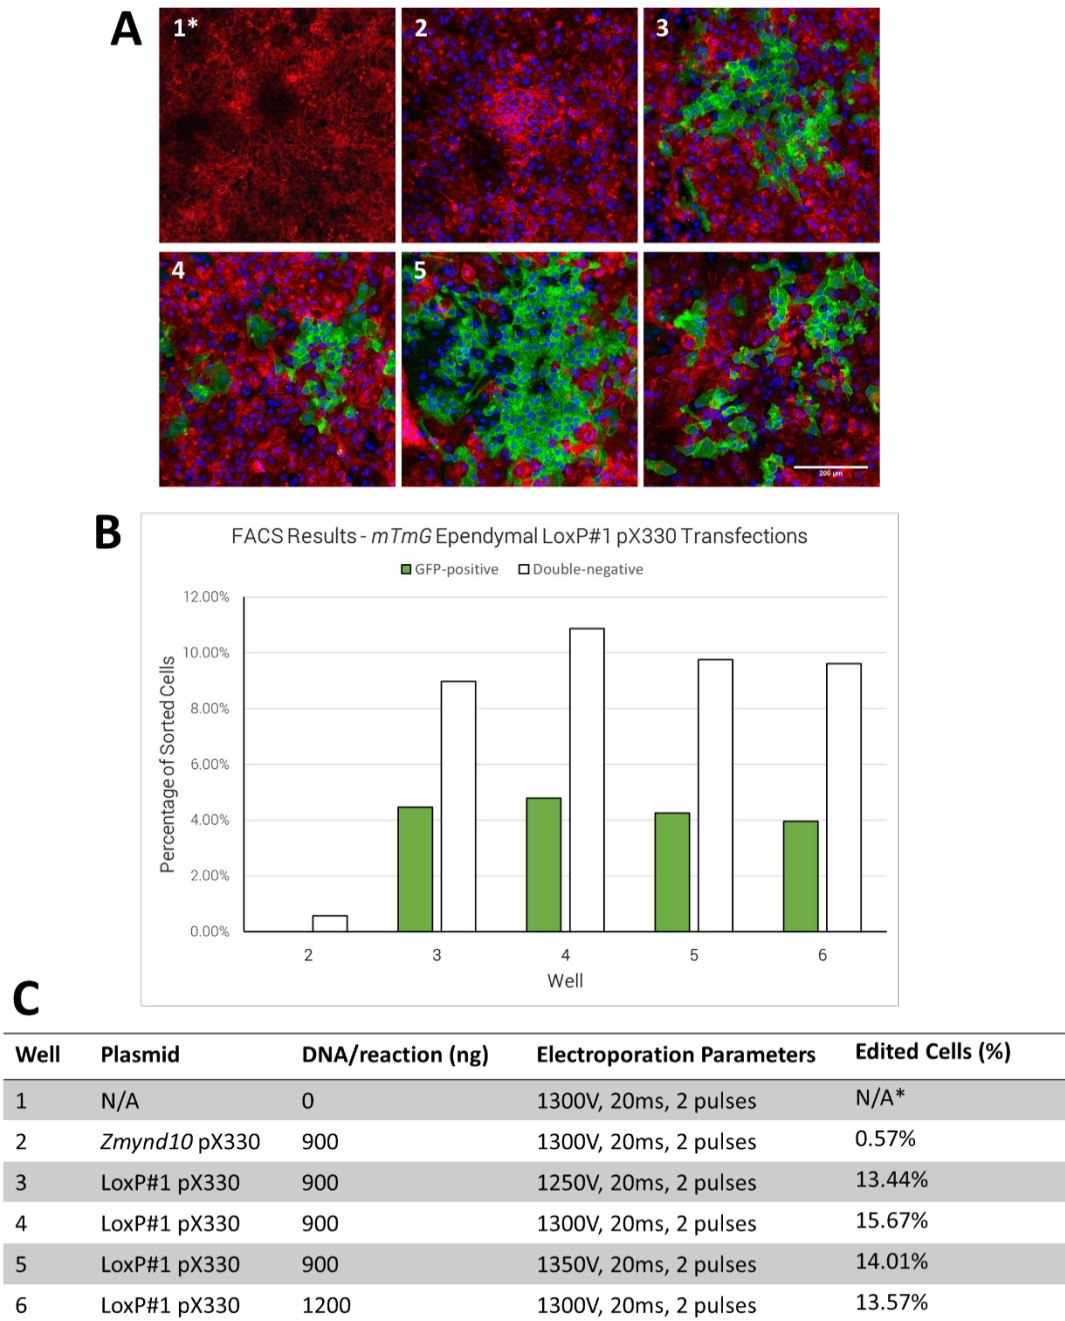 A
1*
2
3
4
5
200 µm
B
FACS Results - mTmG Ependymal LoxP#1 pX330 Transfections
GFP-positive Double-negative
12.00%
10.00%
8.00%
6.00%
4.00%
2.00%
0.00%
Percentage of Sorted Cells
2 3 4 5 6
Well
C
Well Plasmid DNA/reaction (ng) Electroporation Parameters Edited Cells (%)
1 N/A 0 1300V, 20ms, 2 pulses N/A*
2 Zmynd10 pX330 900 1300V, 20ms, 2 pulses 0.57%
3 LoxP#1 pX330 900 1250V, 20ms, 2 pulses 13.44%
4 LoxP#1 pX330 900 1300V, 20ms, 2 pulses 15.67%
5 LoxP#1 pX330 900 1350V, 20ms, 2 pulses 14.01%
6 LoxP#1 pX330 1200 1300V, 20ms, 2 pulses 13.57%